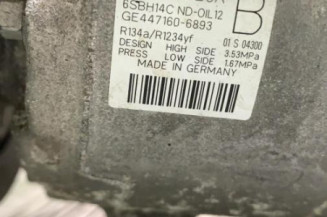 6SBH14C ND-OIL12
GE447160-6893
B
R134a/R1234yf
01 S 04300
DESIGN HIGH SIDE 3.53MPa
PRESS LOW SIDE 1.67MPa
MADE IN GERMANY